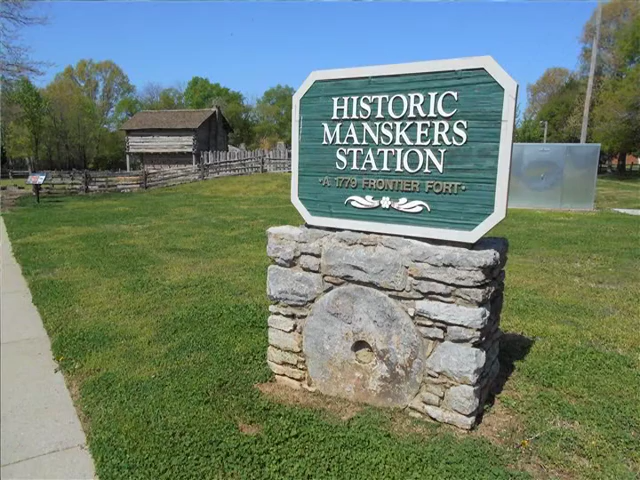 HISTORIC
MANSKERS
STATION
• A 1779 FRONTIER FORT •